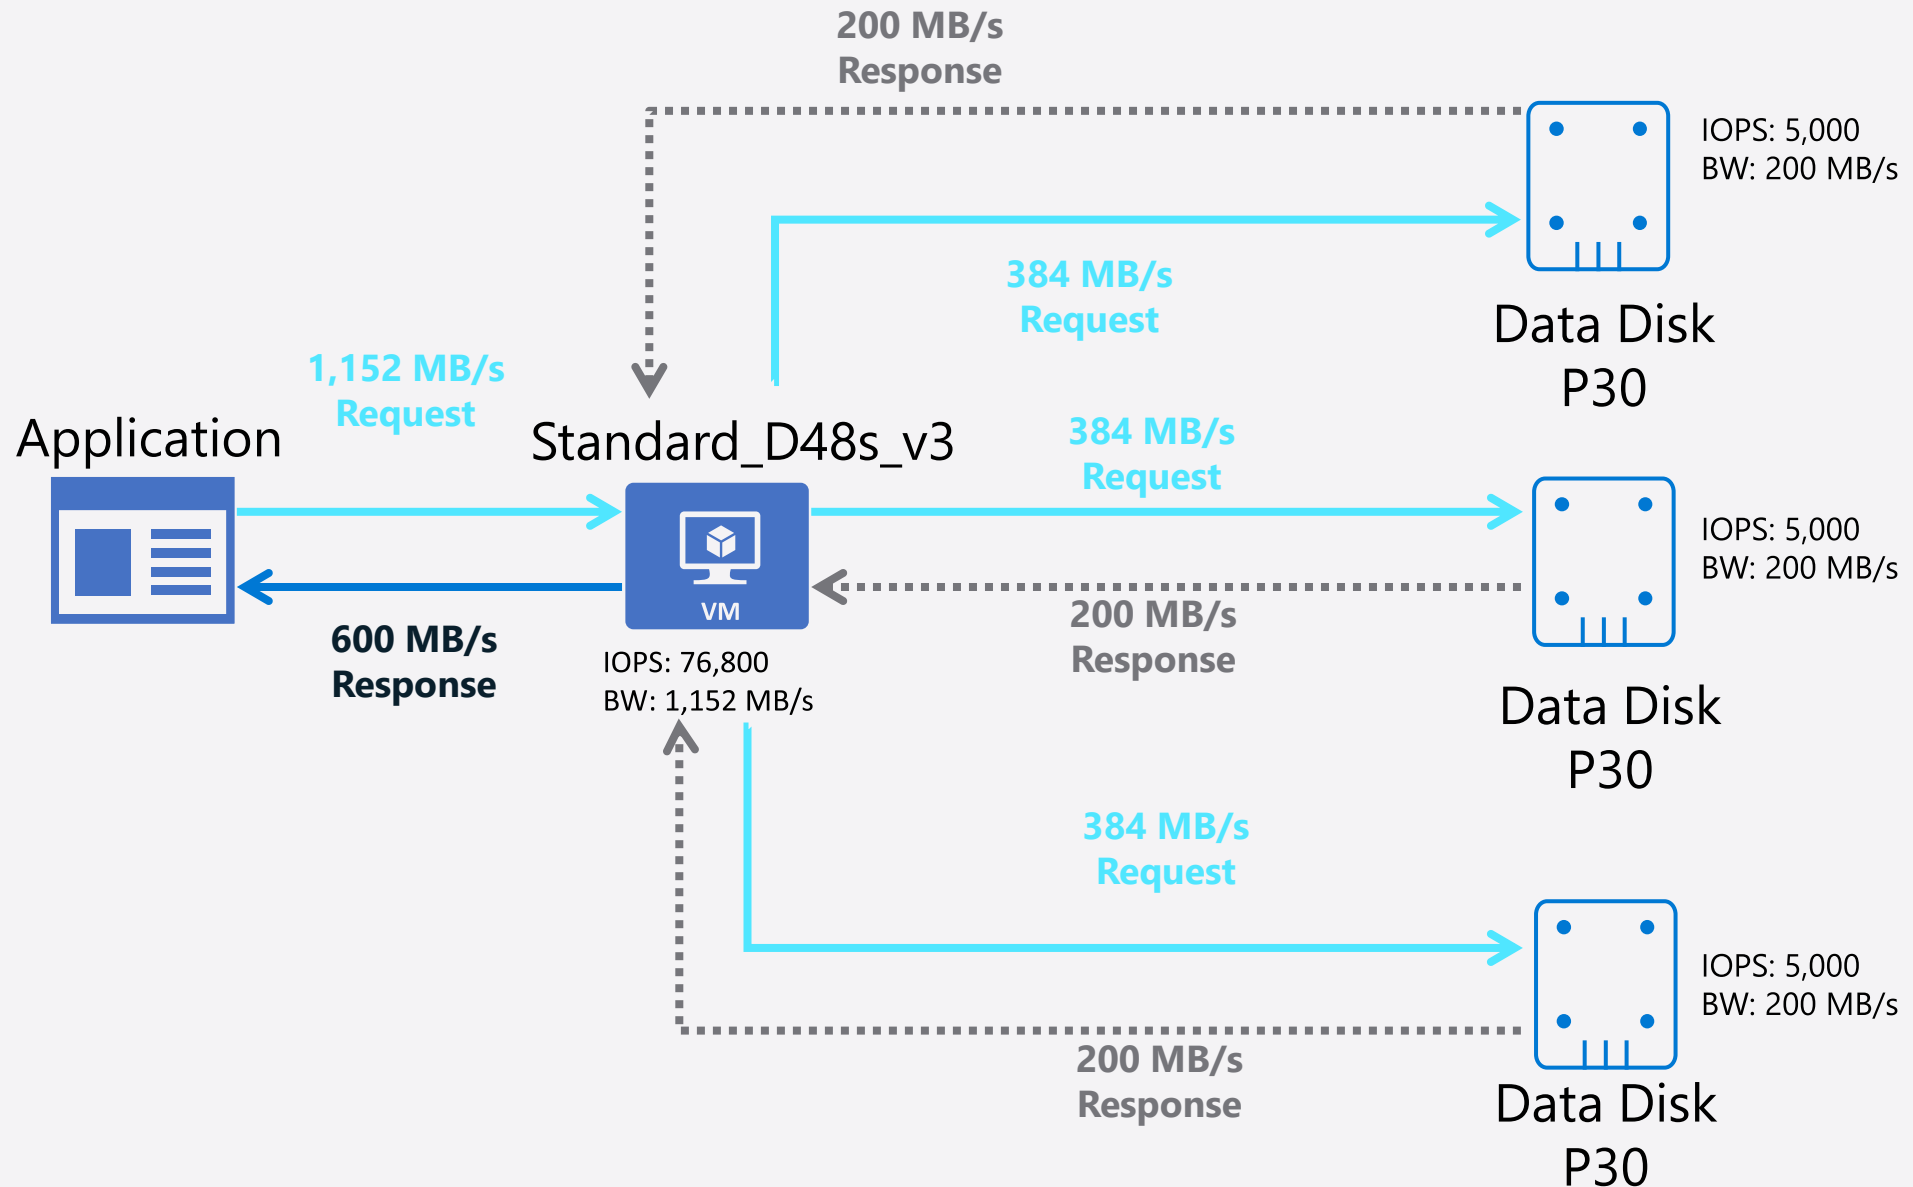 200 MB/s
Response
IOPS: 5,000
BW: 200 MB/s
384 MB/s
Request
Data Disk
P30
1,152 MB/s
Request
Application
Standard_D48s_v3
384 MB/s
Request
VM
IOPS: 5,000
BW: 200 MB/s
600 MB/s
Response
IOPS: 76,800
BW: 1,152 MB/s
200 MB/s
Response
Data Disk
P30
384 MB/s
Request
IOPS: 5,000
BW: 200 MB/s
200 MB/s
Response
Data Disk
P30